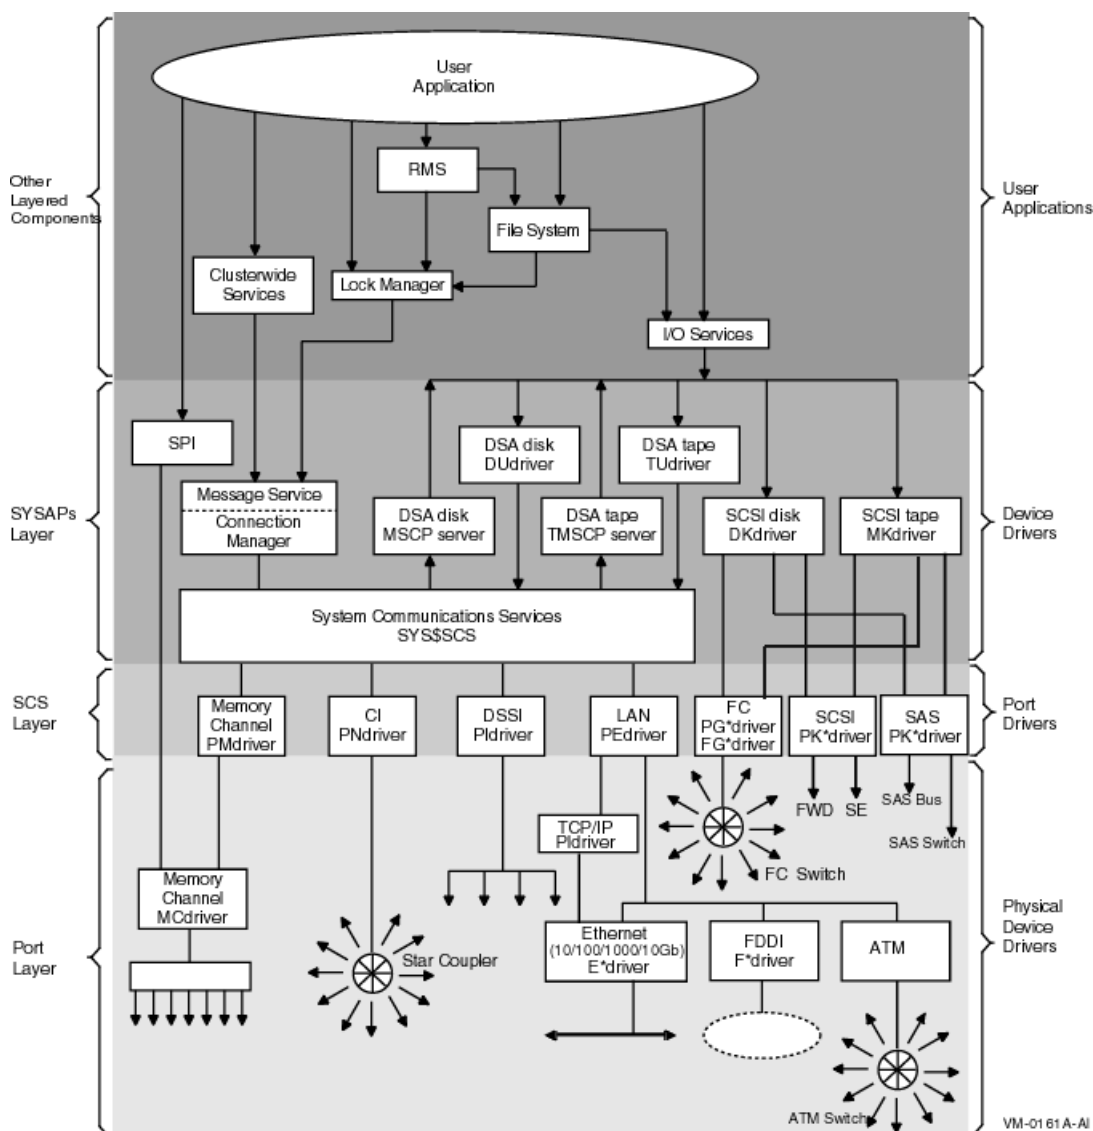 User
Application
RMS
Other
Layered
Components
User
Applications
File System
Clusterwide
Services
Lock Manager
I/O Services
SPI
DSA disk
DUdriver
DSA tape
TUdriver
Message Service
Connection
Manager
DSA disk
MSCP server
DSA tape
TMSCP server
SCSI disk
DKdriver
SCSI tape
MKdriver
SYSAPs
Layer
Device
Drivers
System Communications Services
SYS$SCS
SCS
Layer
Memory
Channel
PMdriver
CI
PNdriver
DSSI
PIdriver
LAN
PEdriver
FC
PG*driver
FG*driver
SCSI
PK*driver
SAS
PK*driver
Port
Drivers
FWD
SE
SAS Bus
SAS Switch
TCP/IP
PIdriver
FC Switch
Memory
Channel
MCdriver
Port
Layer
Star Coupler
Ethernet
(10/100/1000/10Gb)
E*driver
FDDI
F*driver
ATM
Physical
Device
Drivers
ATM Switch
VM-0161A-AI